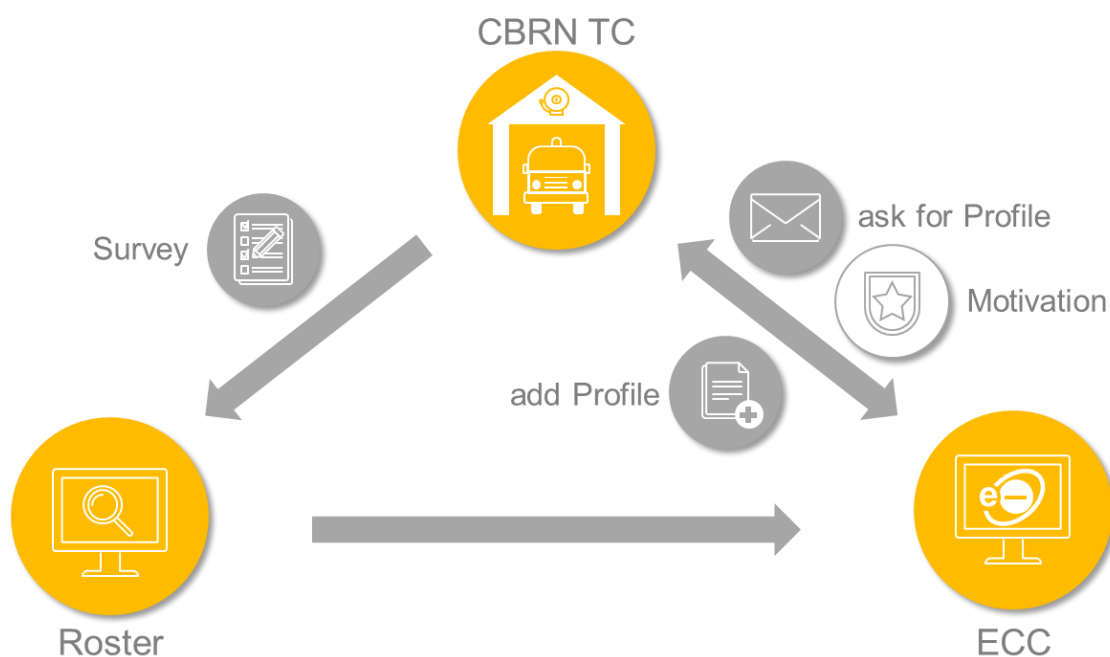 CBRN TC
ask for Profile
Survey
Motivation
add Profile
e
Roster
ECC